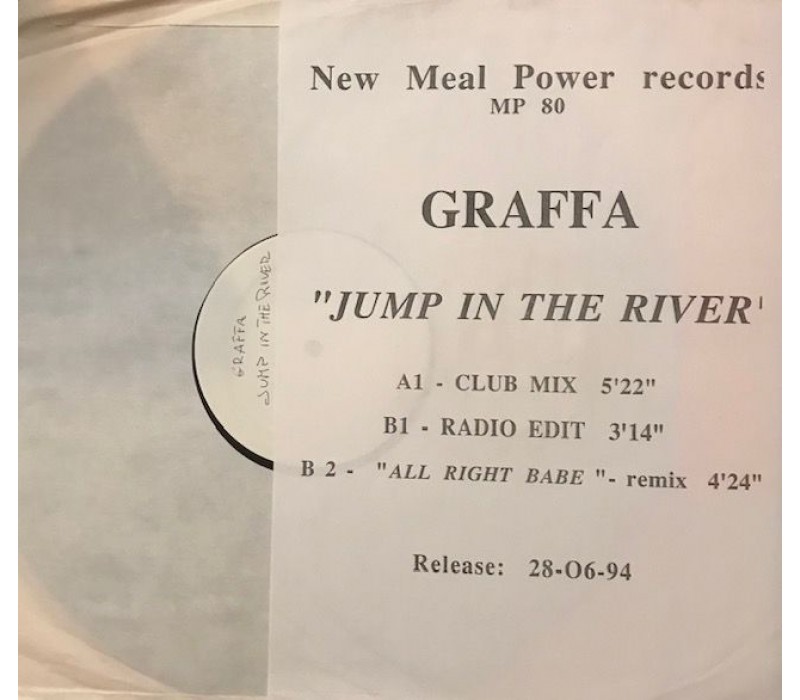 New Meal Power records
MP 80
GRAFFA
"JUMP IN THE RIVER"
A1 - CLUB MIX 5'22"
B1 - RADIO EDIT 3'14"
B 2 - "ALL RIGHT BABE "- remix 4'24"
Release: 28-O6-94
GRAFFA
JUMP IN THE RIVER